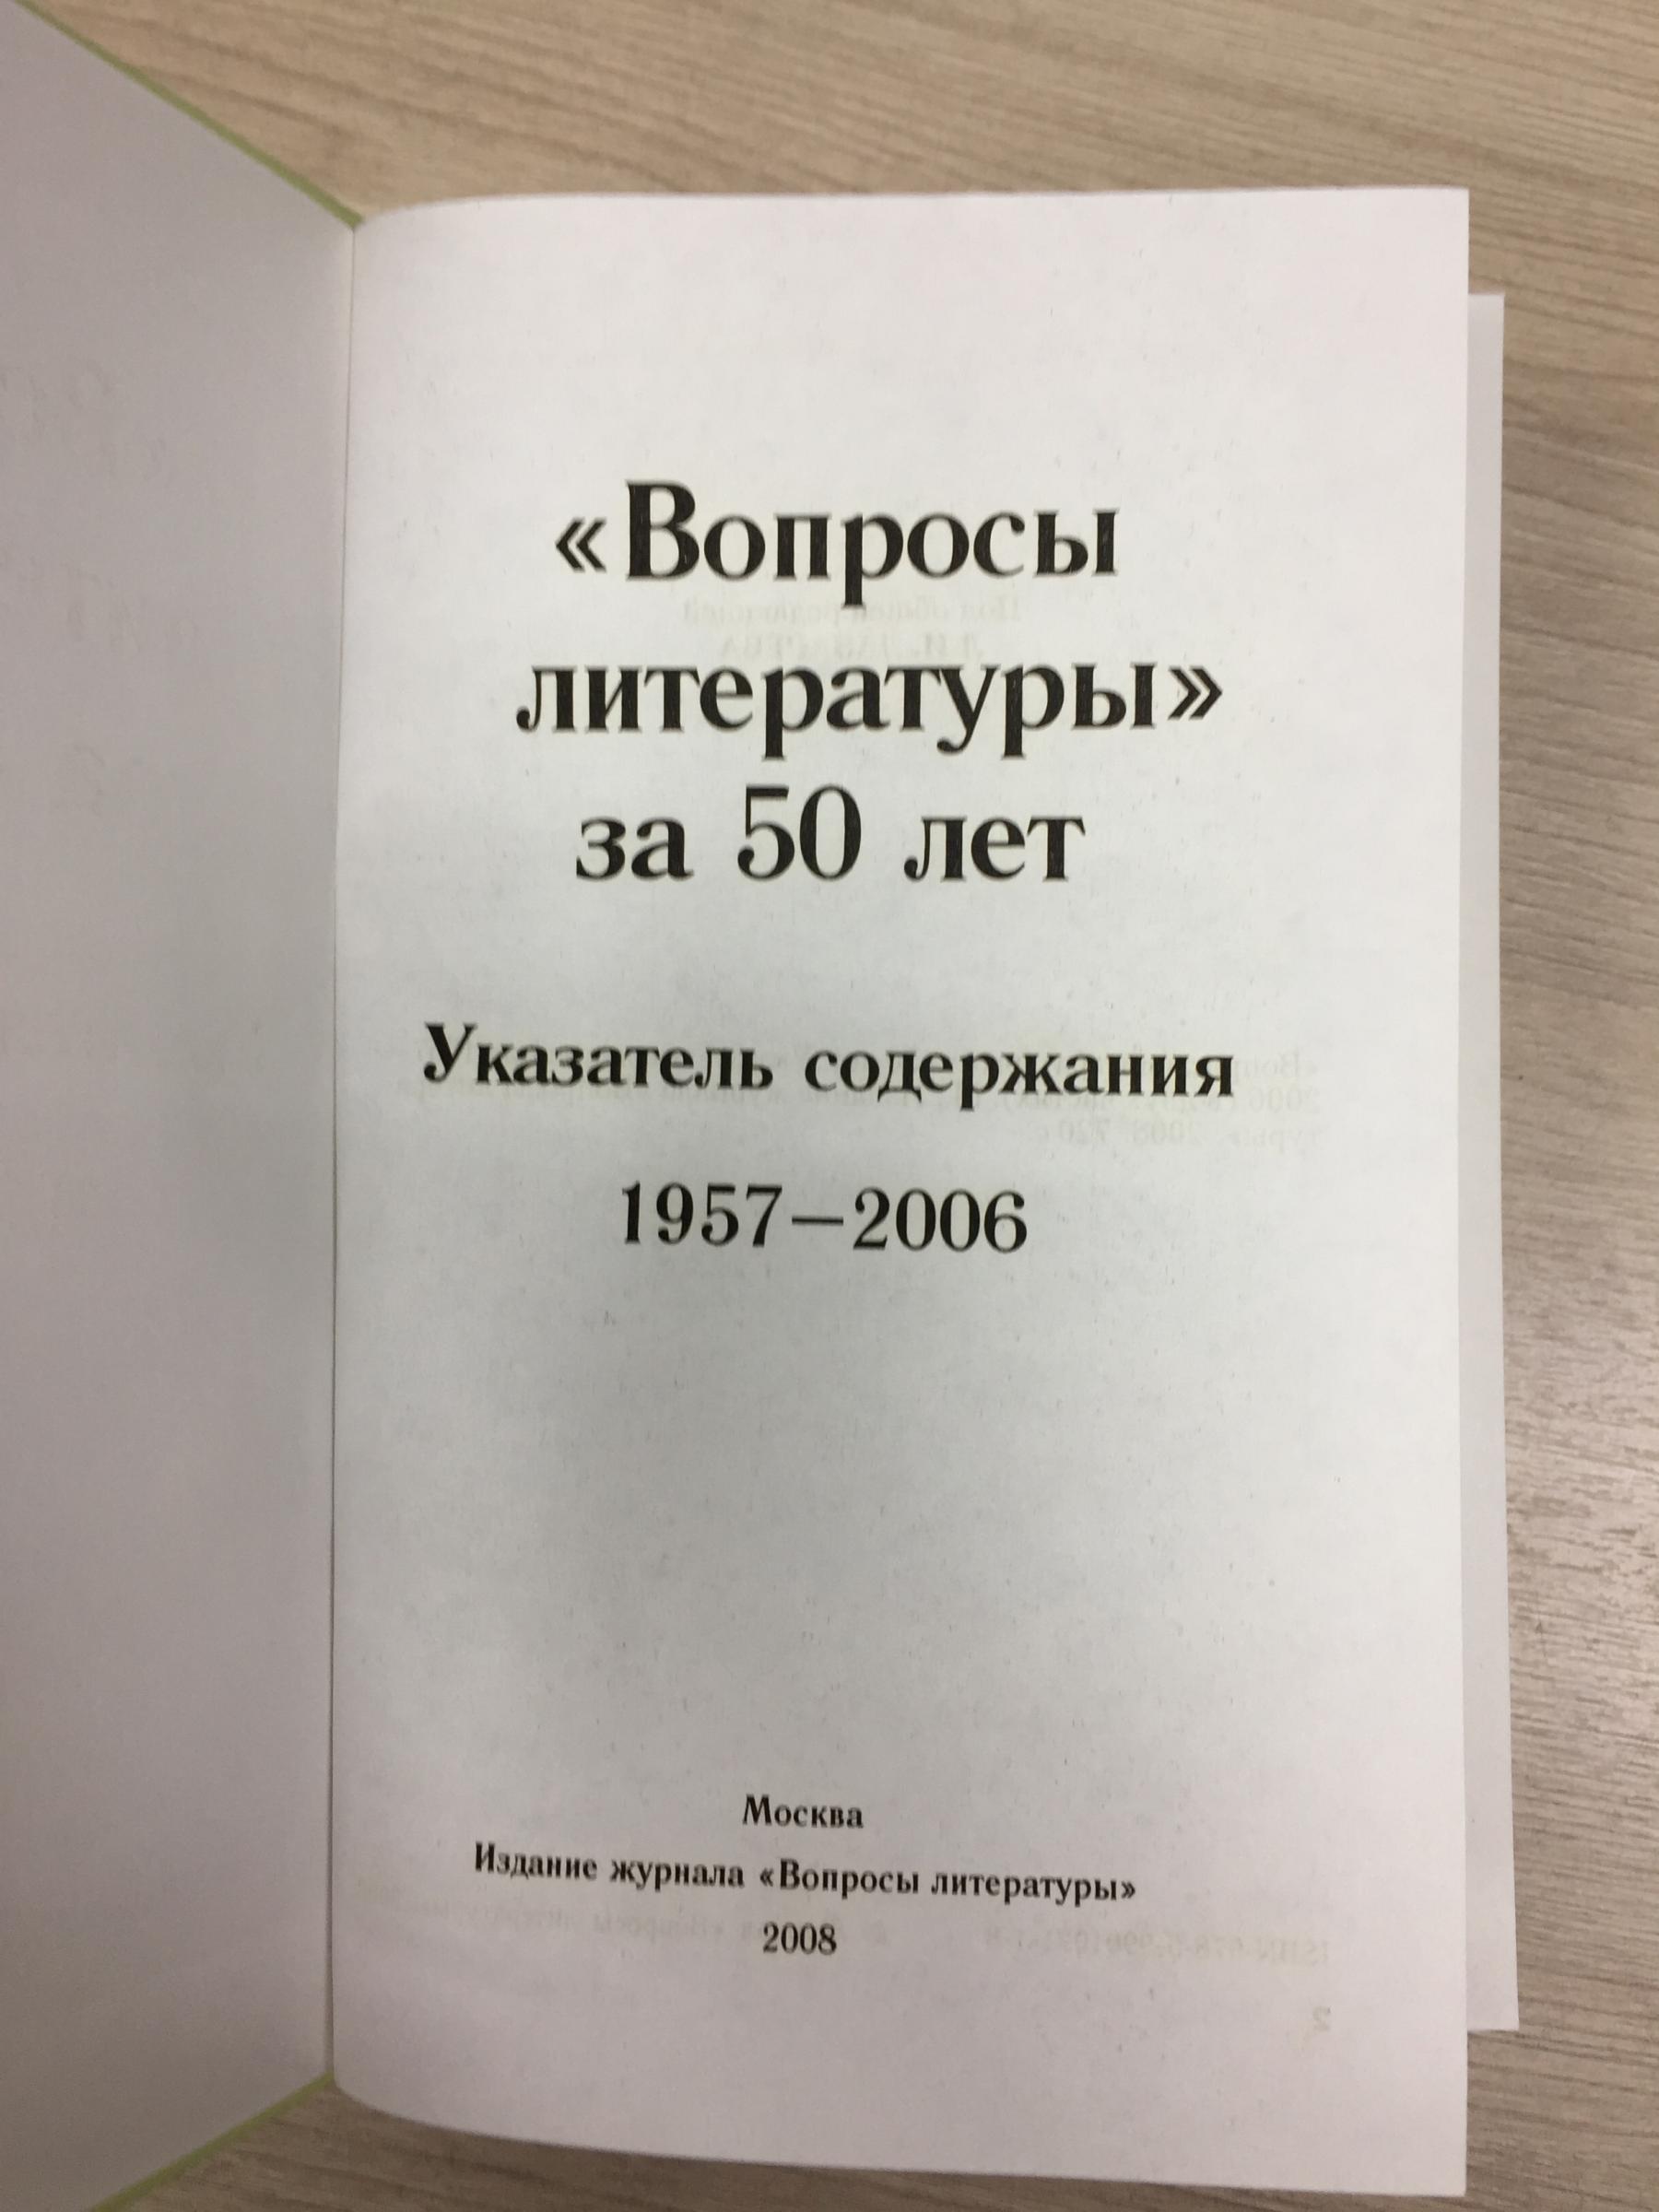 «Вопросы
литературы»
за 50 лет
Указатель содержания
1957—2006
Москва
Издание журнала «Вопросы литературы»
2008